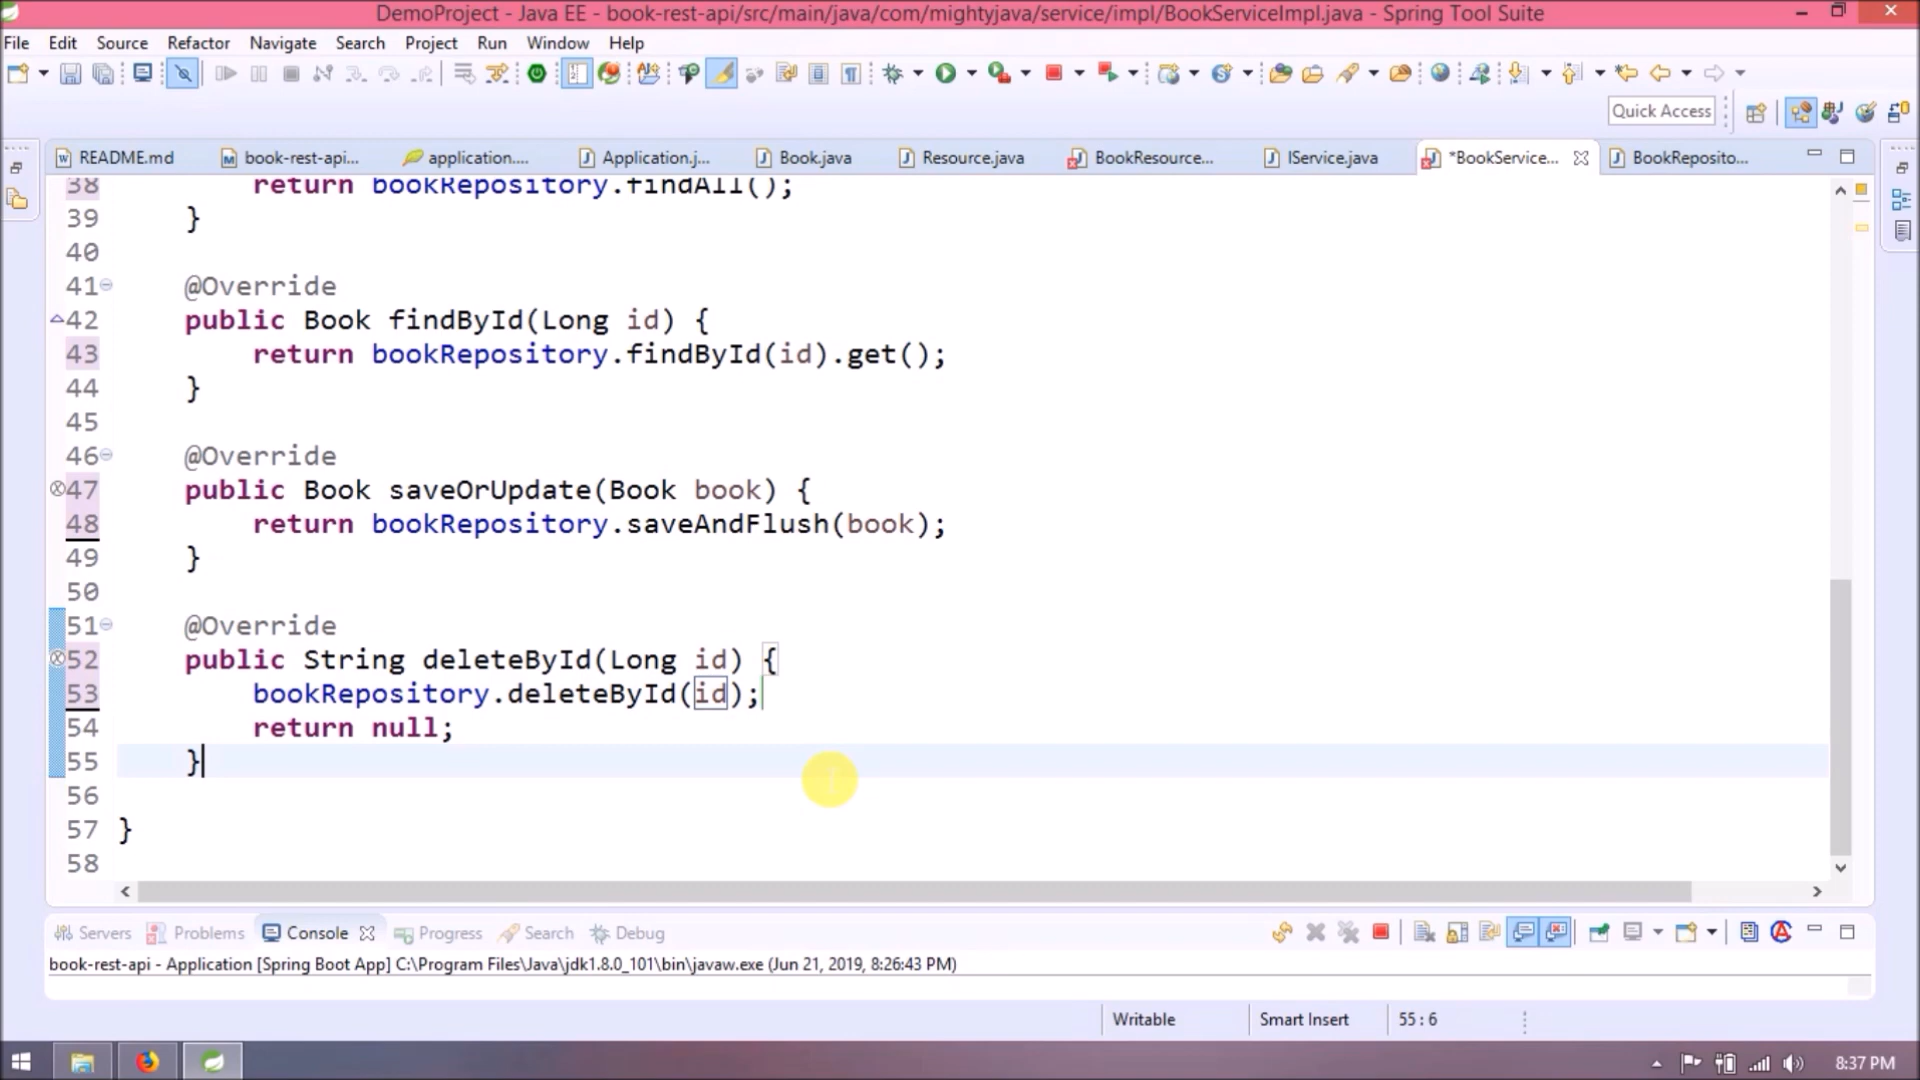 DemoProject - Java EE - book-rest-api/src/main/java/com/mightyjava/service/impl/BookServiceImpl.java - Spring Tool Suite
File Edit Source Refactor Navigate Search Project Run Window Help
Quick Access
README.md book-rest-api... application.... Application.j... Book.java Resource.java BookResource... IService.java *BookService... BookReposito...
38 return bookRepository.findAll();
39 }
40
41 @Override
42 public Book findById(Long id) {
43 return bookRepository.findById(id).get();
44 }
45
46 @Override
47 public Book saveOrUpdate(Book book) {
48 return bookRepository.saveAndFlush(book);
49 }
50
51 @Override
52 public String deleteById(Long id) {
53 bookRepository.deleteById(id);
54 return null;
55 }
56
57 }
58
Servers Problems Console Progress Search Debug
book-rest-api - Application [Spring Boot App] C:\Program Files\Java\jdk1.8.0_101\bin\javaw.exe (Jun 21, 2019, 8:26:43 PM)
Writable Smart Insert 55 : 6
8:37 PM